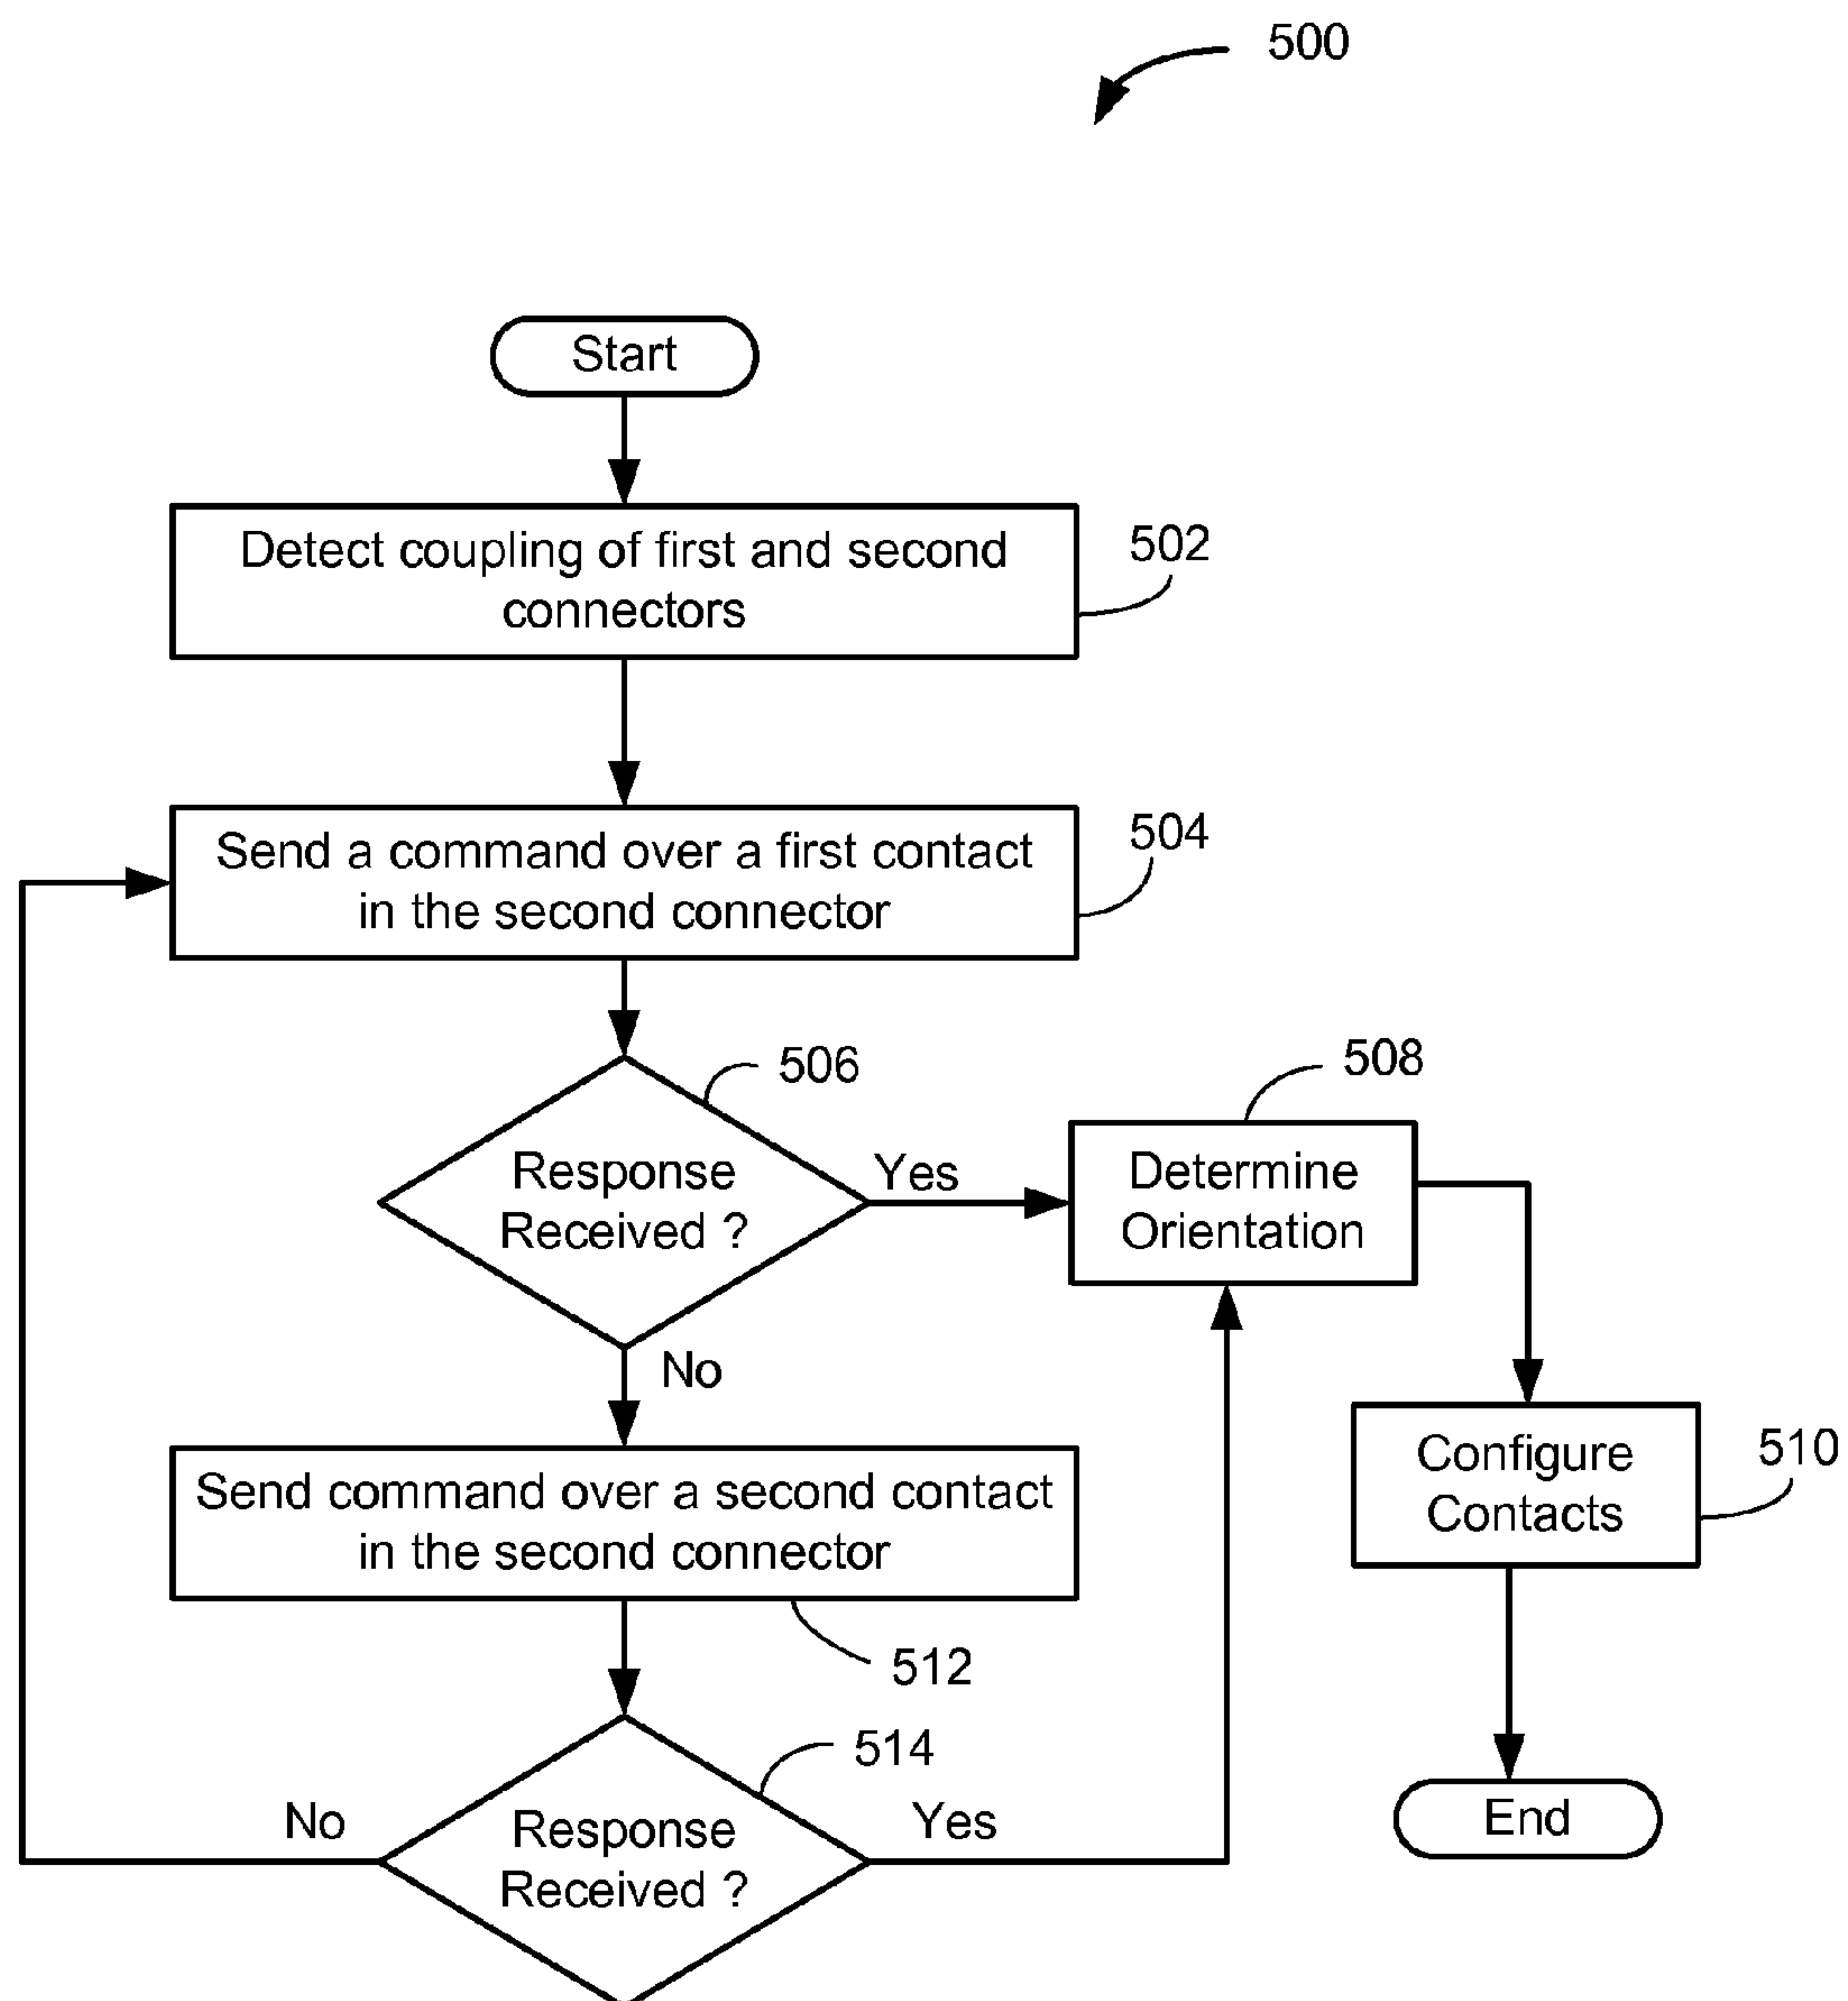 500
Start
Detect coupling of first and second
connectors
502
Send a command over a first contact
in the second connector
504
506
Response
Received ?
Yes
No
508
Determine
Orientation
Configure
Contacts
510
Send command over a second contact
in the second connector
512
514
Response
Received ?
No
Yes
End